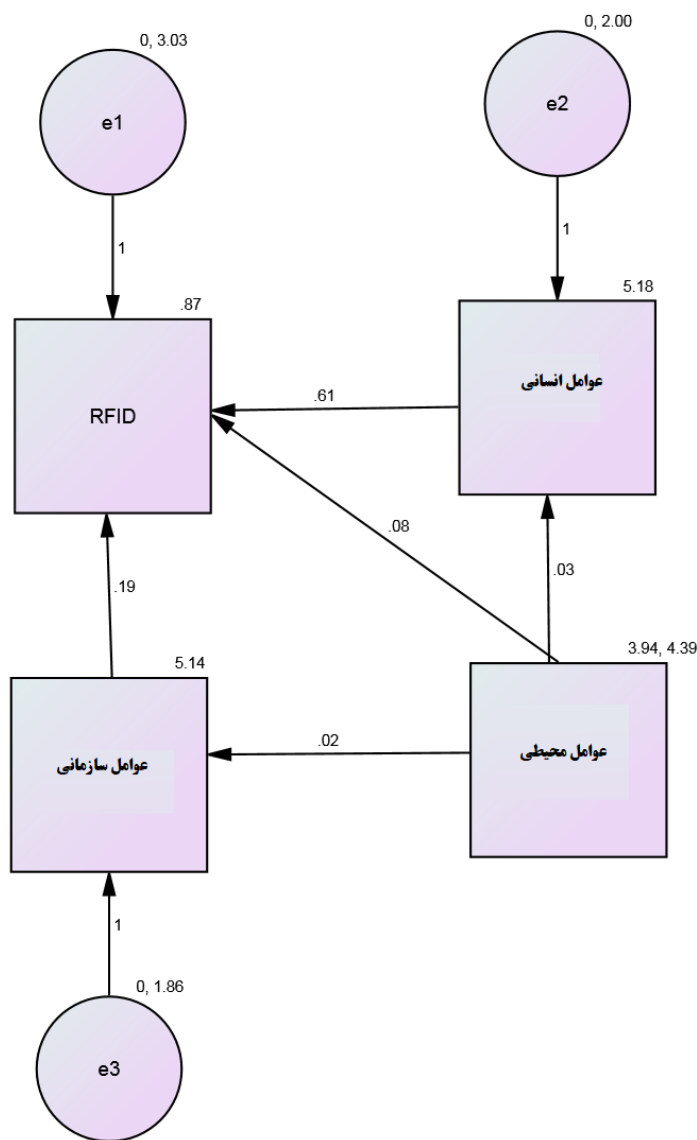 0, 3.03
0, 2.00
e1
e2
1
1
.87
5.18
RFID
.61
عوامل انسانی
.08
.03
.19
5.14
3.94, 4.39
عوامل سازمانی
.02
عوامل محیطی
1
0, 1.86
e3